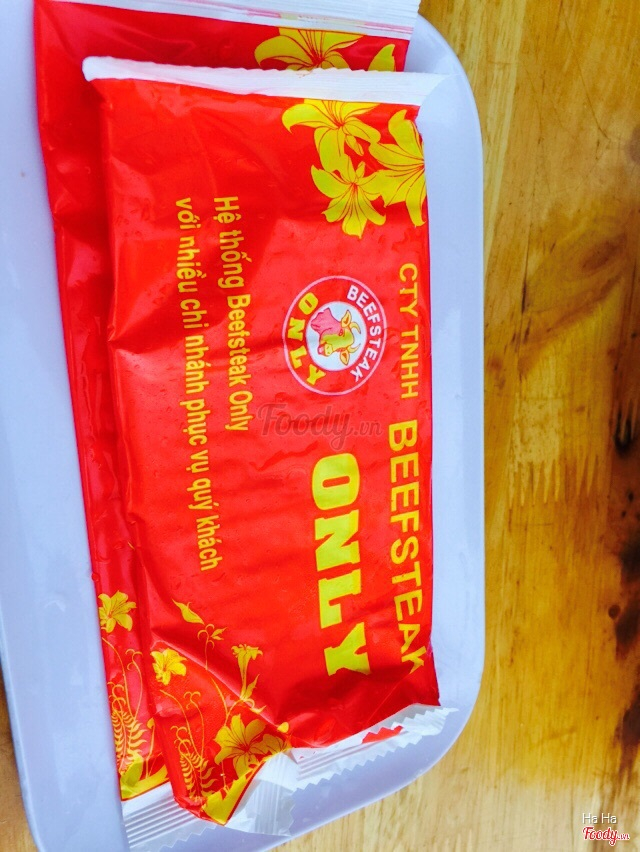 CTY TNHH BEEFSTEAK
ONLY
BEEFSTEAK
ONLY
Hệ thống Beefsteak Only
với nhiều chi nhánh phục vụ quý khách
Foody.vn
Ha Ha
Foody.vn